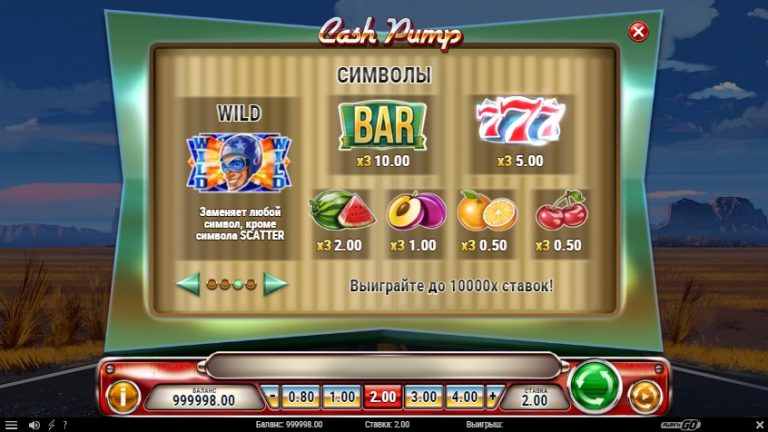 Cash Pump
СИМВОЛЫ
WILD
WILD WILD
Заменяет любой
символ, кроме
символа SCATTER
BAR
x3 10.00
777
x3 5.00
x3 2.00
x3 1.00
x3 0.50
x3 0.50
Выиграйте до 10000x ставок!
БАЛАНС
999998.00
- 0.80 1.00 2.00 3.00 4.00 +
СТАВКА
2.00
Баланс: 999998.00 Ставка: 2.00 Выигрыш:
PLAY'N GO